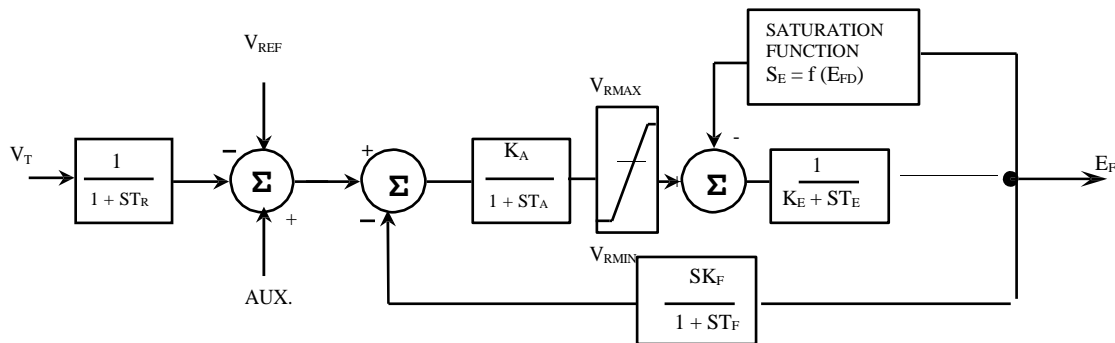 SATURATION
FUNCTION
S_E = f (E_FD)
V_REF
V_RMAX
-
V_T
1
1 + ST_R
−
Σ
+
+
Σ
−
K_A
1 + ST_A
+
Σ
1
K_E + ST_E
E_F
V_RMIN
AUX.
SK_F
1 + ST_F